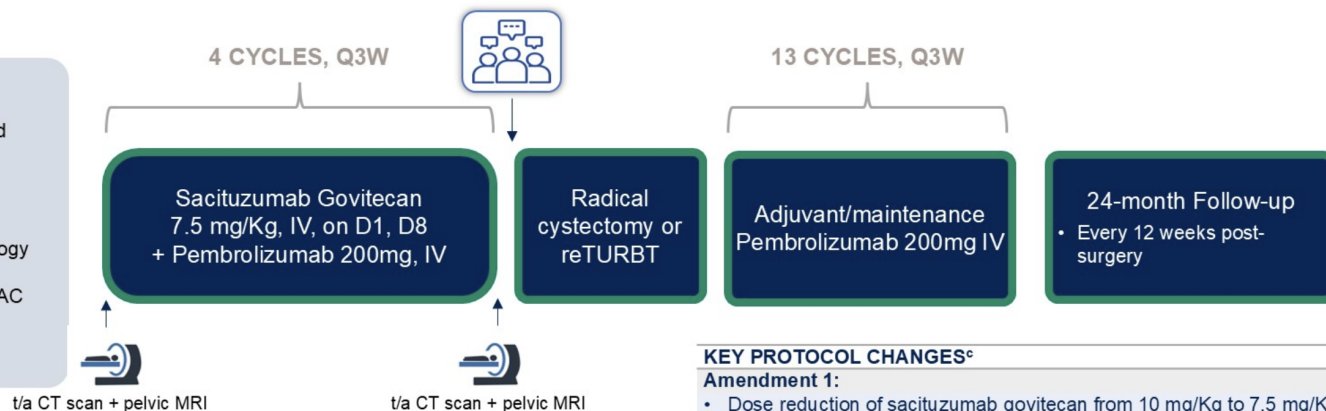 4 CYCLES, Q3W
13 CYCLES, Q3W
Sacituzumab Govitecan
7.5 mg/Kg, IV, on D1, D8
+ Pembrolizumab 200mg, IV
Radical
cystectomy or
reTURBT
Adjuvant/maintenance
Pembrolizumab 200mg IV
24-month Follow-up
• Every 12 weeks post-
surgery
t/a CT scan + pelvic MRI
t/a CT scan + pelvic MRI
KEY PROTOCOL CHANGESᶜ
Amendment 1:
• Dose reduction of sacituzumab govitecan from 10 mg/Kg to 7.5 mg/K